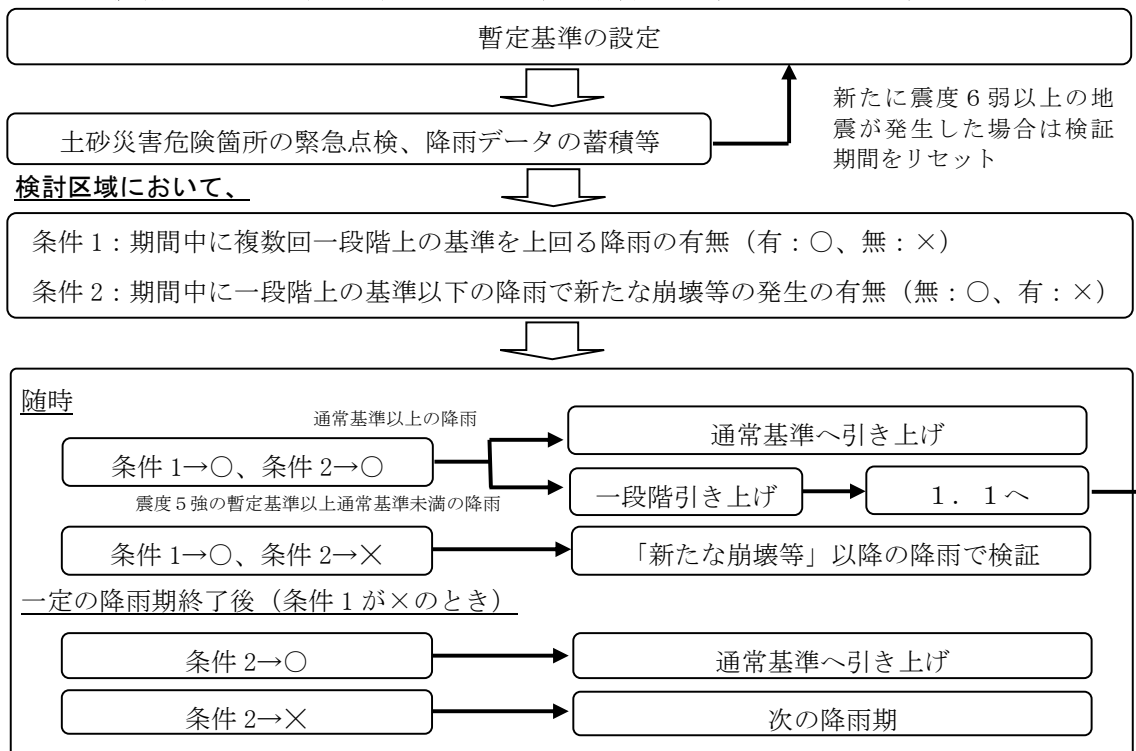 暫定基準の設定
新たに震度6弱以上の地
震が発生した場合は検証
期間をリセット
土砂災害危険箇所の緊急点検、降雨データの蓄積等
検討区域において、
条件1:期間中に複数回一段階上の基準を上回る降雨の有無(有:○、無:×)
条件2:期間中に一段階上の基準以下の降雨で新たな崩壊等の発生の有無(無:○、有:×)
随時
通常基準以上の降雨
通常基準へ引き上げ
条件1→○、条件2→○
一段階引き上げ
1.1へ
震度5強の暫定基準以上通常基準未満の降雨
条件1→○、条件2→×
「新たな崩壊等」以降の降雨で検証
一定の降雨期終了後(条件1が×のとき)
条件2→○
通常基準へ引き上げ
条件2→×
次の降雨期